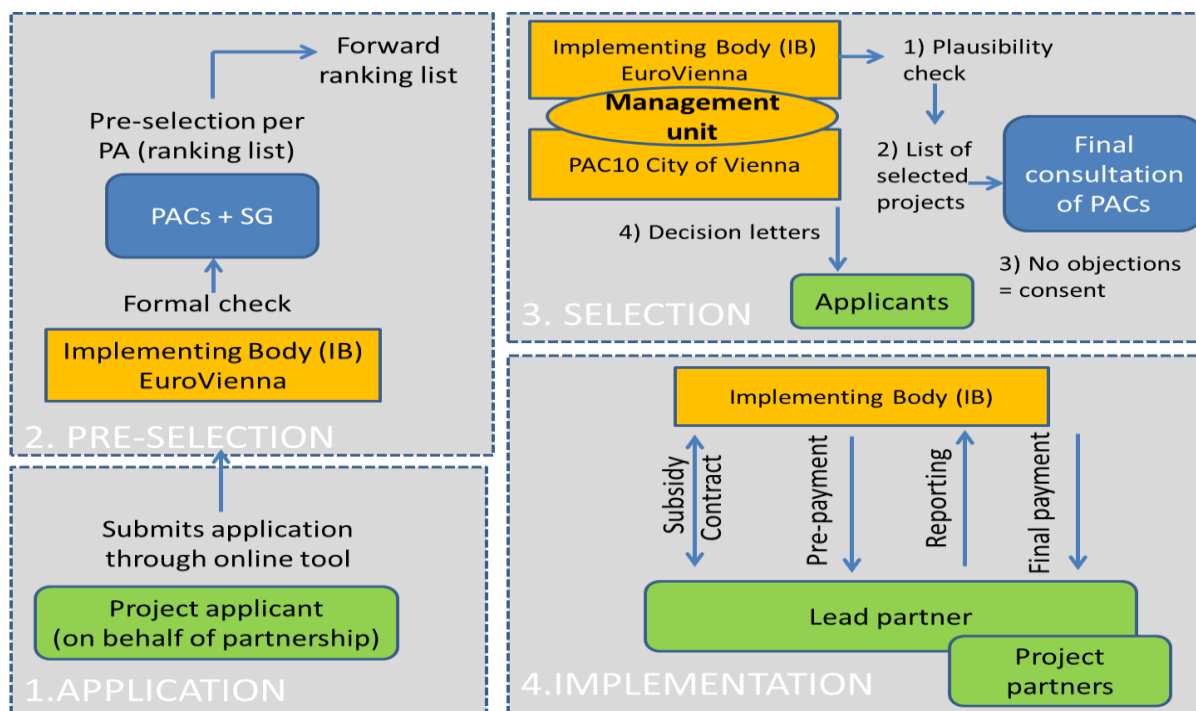 Forward
ranking list
Pre-selection per
PA (ranking list)
PACs + SG
Formal check
Implementing Body (IB)
EuroVienna
2. PRE-SELECTION
Submits application
through online tool
Project applicant
(on behalf of partnership)
1.APPLICATION
Implementing Body (IB)
EuroVienna
Management
unit
PAC10 City of Vienna
1) Plausibility
check
2) List of
selected
projects
Final
consultation
of PACs
3) No objections
= consent
4) Decision letters
Applicants
3. SELECTION
Implementing Body (IB)
Subsidy
Contract
Pre-payment
Reporting
Final payment
Lead partner
Project
partners
4.IMPLEMENTATION